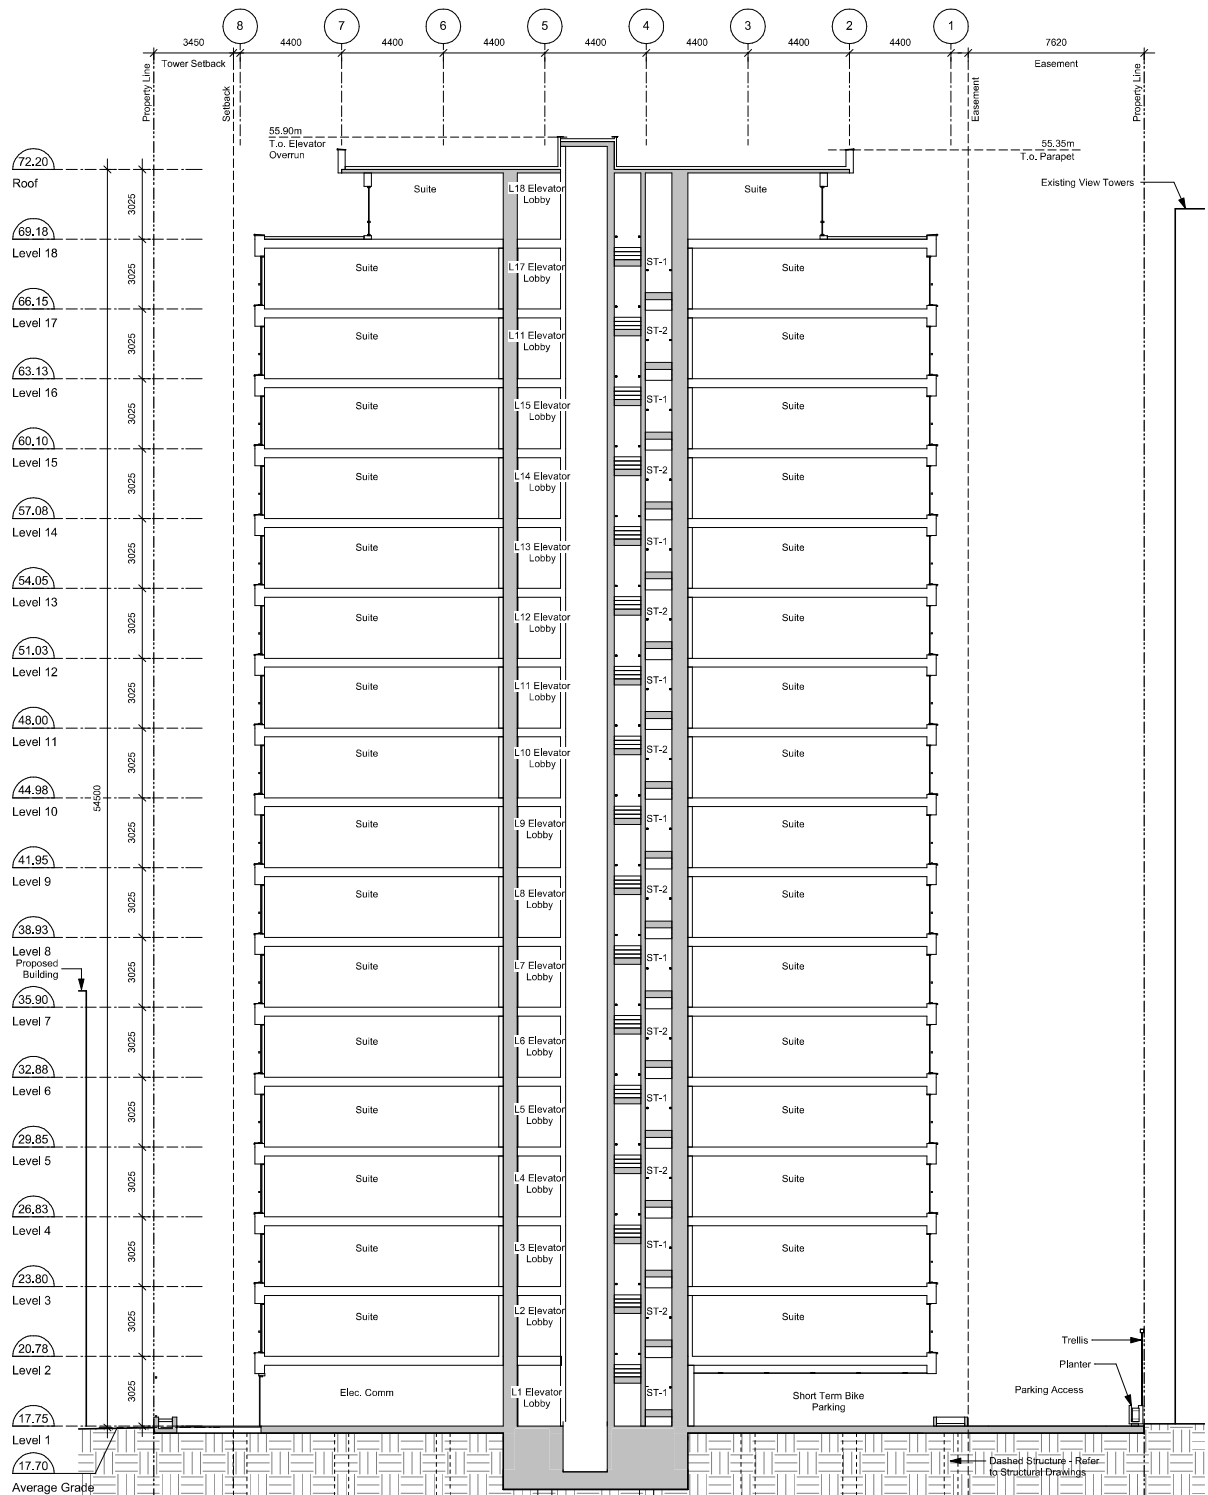 8 7 6 5 4 3 2 1
3450 4400 4400 4400 4400 4400 4400 4400 7620
Tower Setback
Easement
Property Line
Setback
Easement
Property Line
55.90m
T.o. Elevator
Overrun
55.35m
T.o. Parapet
72.20
Roof
Suite
L18 Elevator
Lobby
Suite
Existing View Towers
3025
69.18
Level 18
Suite
L17 Elevator
Lobby
ST-1
Suite
3025
66.15
Level 17
Suite
L11 Elevator
Lobby
ST-2
Suite
3025
63.13
Level 16
Suite
L15 Elevator
Lobby
ST-1
Suite
3025
60.10
Level 15
Suite
L14 Elevator
Lobby
ST-2
Suite
3025
57.08
Level 14
Suite
L13 Elevator
Lobby
ST-1
Suite
3025
54.05
Level 13
Suite
L12 Elevator
Lobby
ST-2
Suite
3025
51.03
Level 12
Suite
L11 Elevator
Lobby
ST-1
Suite
3025
48.00
Level 11
Suite
L10 Elevator
Lobby
ST-2
Suite
3025
54500
44.98
Level 10
Suite
L9 Elevator
Lobby
ST-1
Suite
3025
41.95
Level 9
Suite
L8 Elevator
Lobby
ST-2
Suite
3025
38.93
Level 8
Proposed
Building
Suite
L7 Elevator
Lobby
ST-1
Suite
3025
35.90
Level 7
Suite
L6 Elevator
Lobby
ST-2
Suite
3025
32.88
Level 6
Suite
L5 Elevator
Lobby
ST-1
Suite
3025
29.85
Level 5
Suite
L4 Elevator
Lobby
ST-2
Suite
3025
26.83
Level 4
Suite
L3 Elevator
Lobby
ST-1
Suite
3025
23.80
Level 3
Suite
L2 Elevator
Lobby
ST-2
Suite
3025
20.78
Level 2
Trellis
Planter
Parking Access
Elec. Comm
L1 Elevator
Lobby
ST-1
Short Term Bike
Parking
3025
17.75
Level 1
17.70
Average Grade
Dashed Structure - Refer
to Structural Drawings